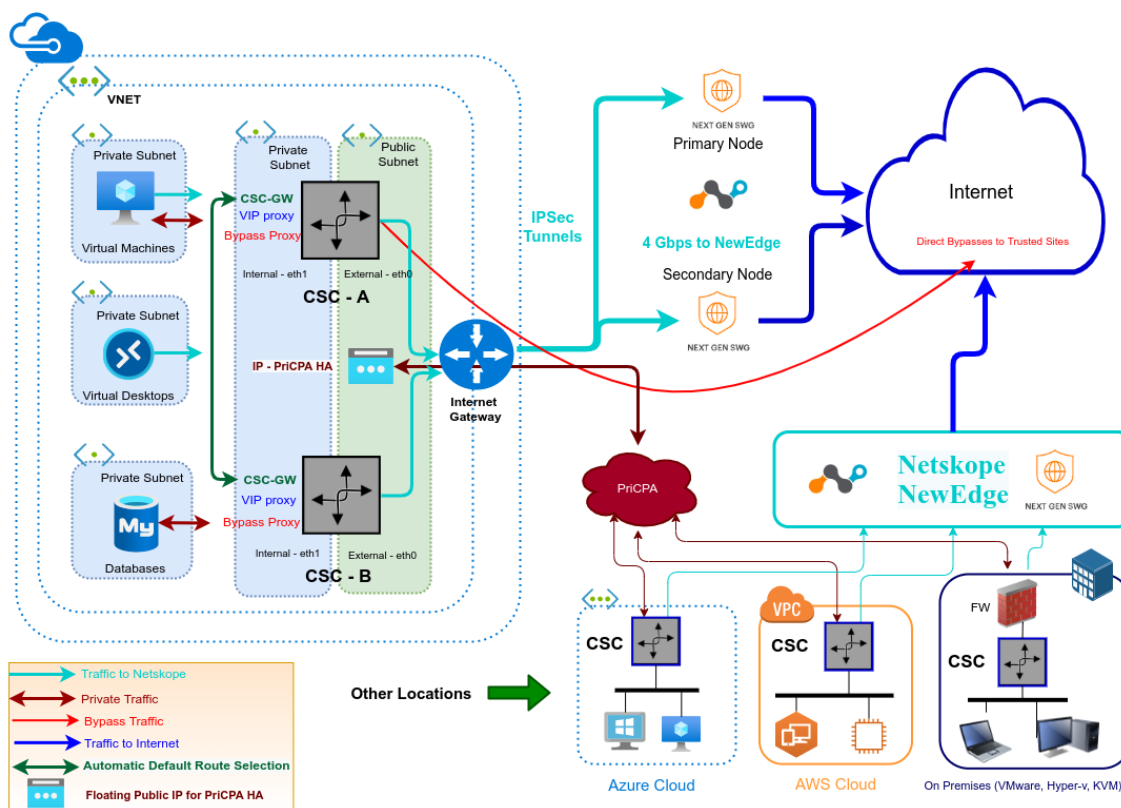 VNET
Private Subnet
Virtual Machines
Private Subnet
Virtual Desktops
Private Subnet
My
Databases
Private
Subnet
Public
Subnet
CSC-GW
VIP proxy
Bypass Proxy
Internal - eth1
External - eth0
CSC - A
IP - PriCPA HA
CSC-GW
VIP proxy
Bypass Proxy
Internal - eth1
External - eth0
CSC - B
Internet
Gateway
IPSec
Tunnels
NEXT GEN SWG
Primary Node
4 Gbps to NewEdge
Secondary Node
NEXT GEN SWG
Internet
Direct Bypasses to Trusted Sites
PriCPA
Netskope
NewEdge
NEXT GEN SWG
Other Locations
CSC
Azure Cloud
VPC
CSC
AWS Cloud
FW
CSC
On Premises (VMware, Hyper-v, KVM)
Traffic to Netskope
Private Traffic
Bypass Traffic
Traffic to Internet
Automatic Default Route Selection
Floating Public IP for PriCPA HA